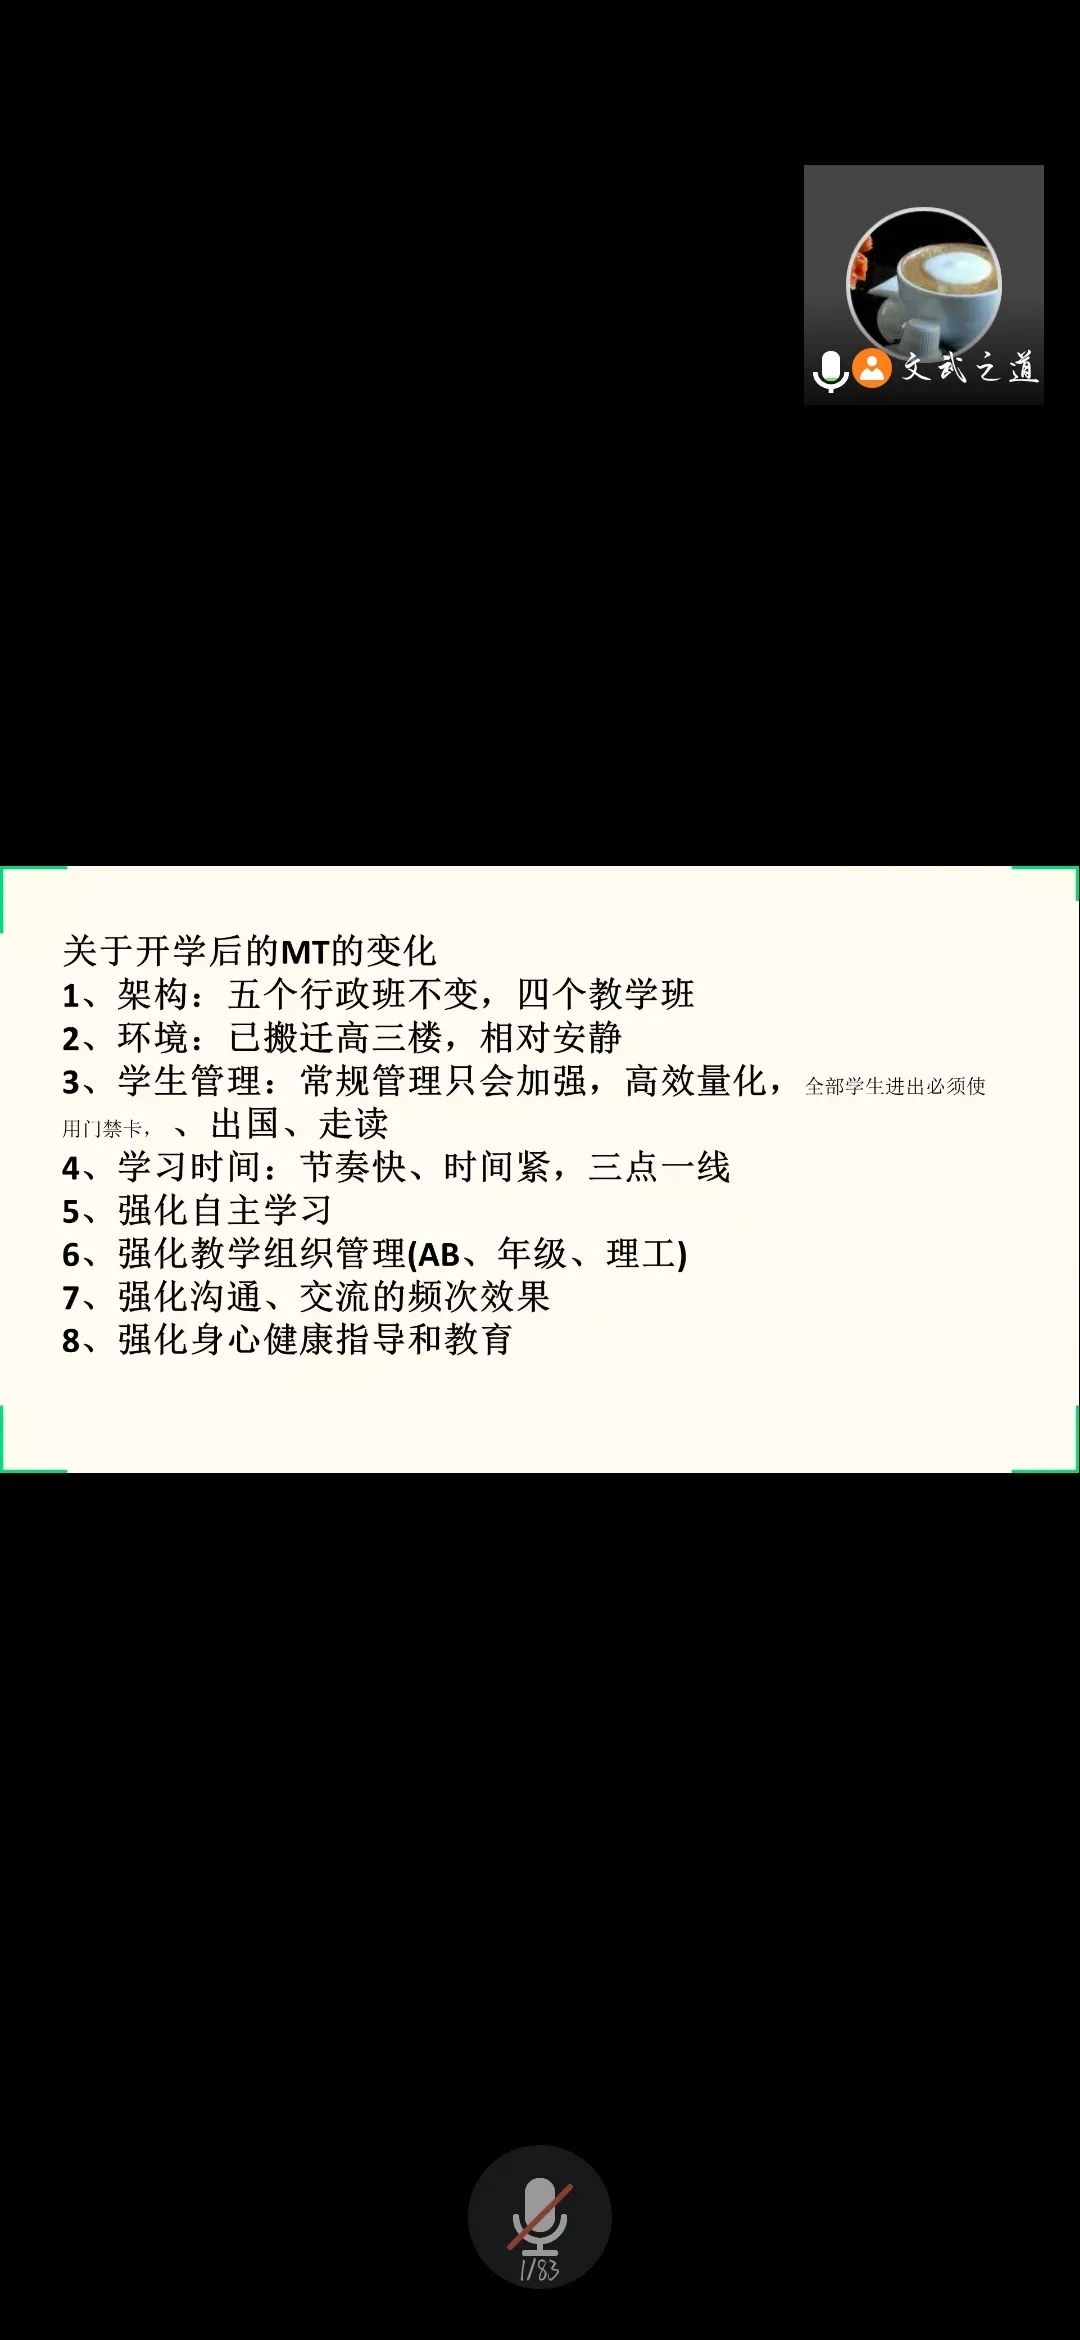 文武之道
关于开学后的MT的变化
1、架构：五个行政班不变，四个教学班
2、环境：已搬迁高三楼，相对安静
3、学生管理：常规管理只会加强，高效量化，全部学生进出必须使
用门禁卡，、出国、走读
4、学习时间：节奏快、时间紧，三点一线
5、强化自主学习
6、强化教学组织管理(AB、年级、理工)
7、强化沟通、交流的频次效果
8、强化身心健康指导和教育
1/83